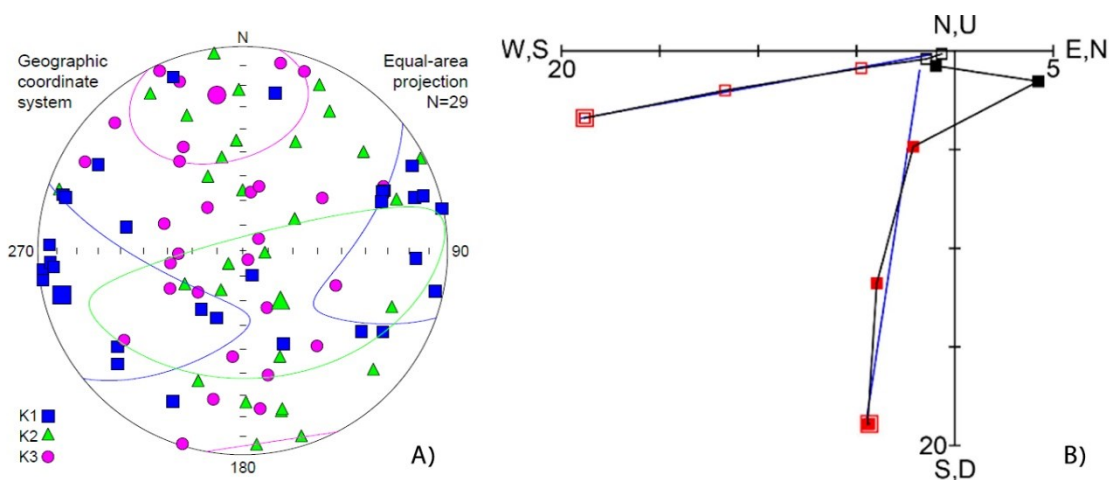 N
Geographic
coordinate
system
Equal-area
projection
N=29
270
90
K1
K2
K3
180
A)
N,U
W,S
E,N
20
5
20
S,D
B)